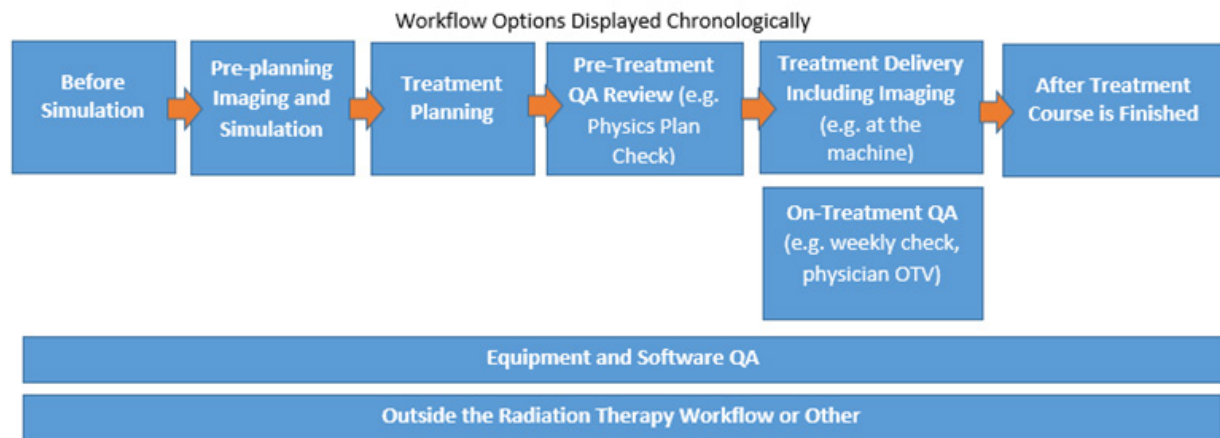 Workflow Options Displayed Chronologically
Before
Simulation
Pre-planning
Imaging and
Simulation
Treatment
Planning
Pre-Treatment
QA Review (e.g.
Physics Plan
Check)
Treatment Delivery
Including Imaging
(e.g. at the
machine)
After Treatment
Course is Finished
On-Treatment QA
(e.g. weekly check,
physician OTV)
Equipment and Software QA
Outside the Radiation Therapy Workflow or Other